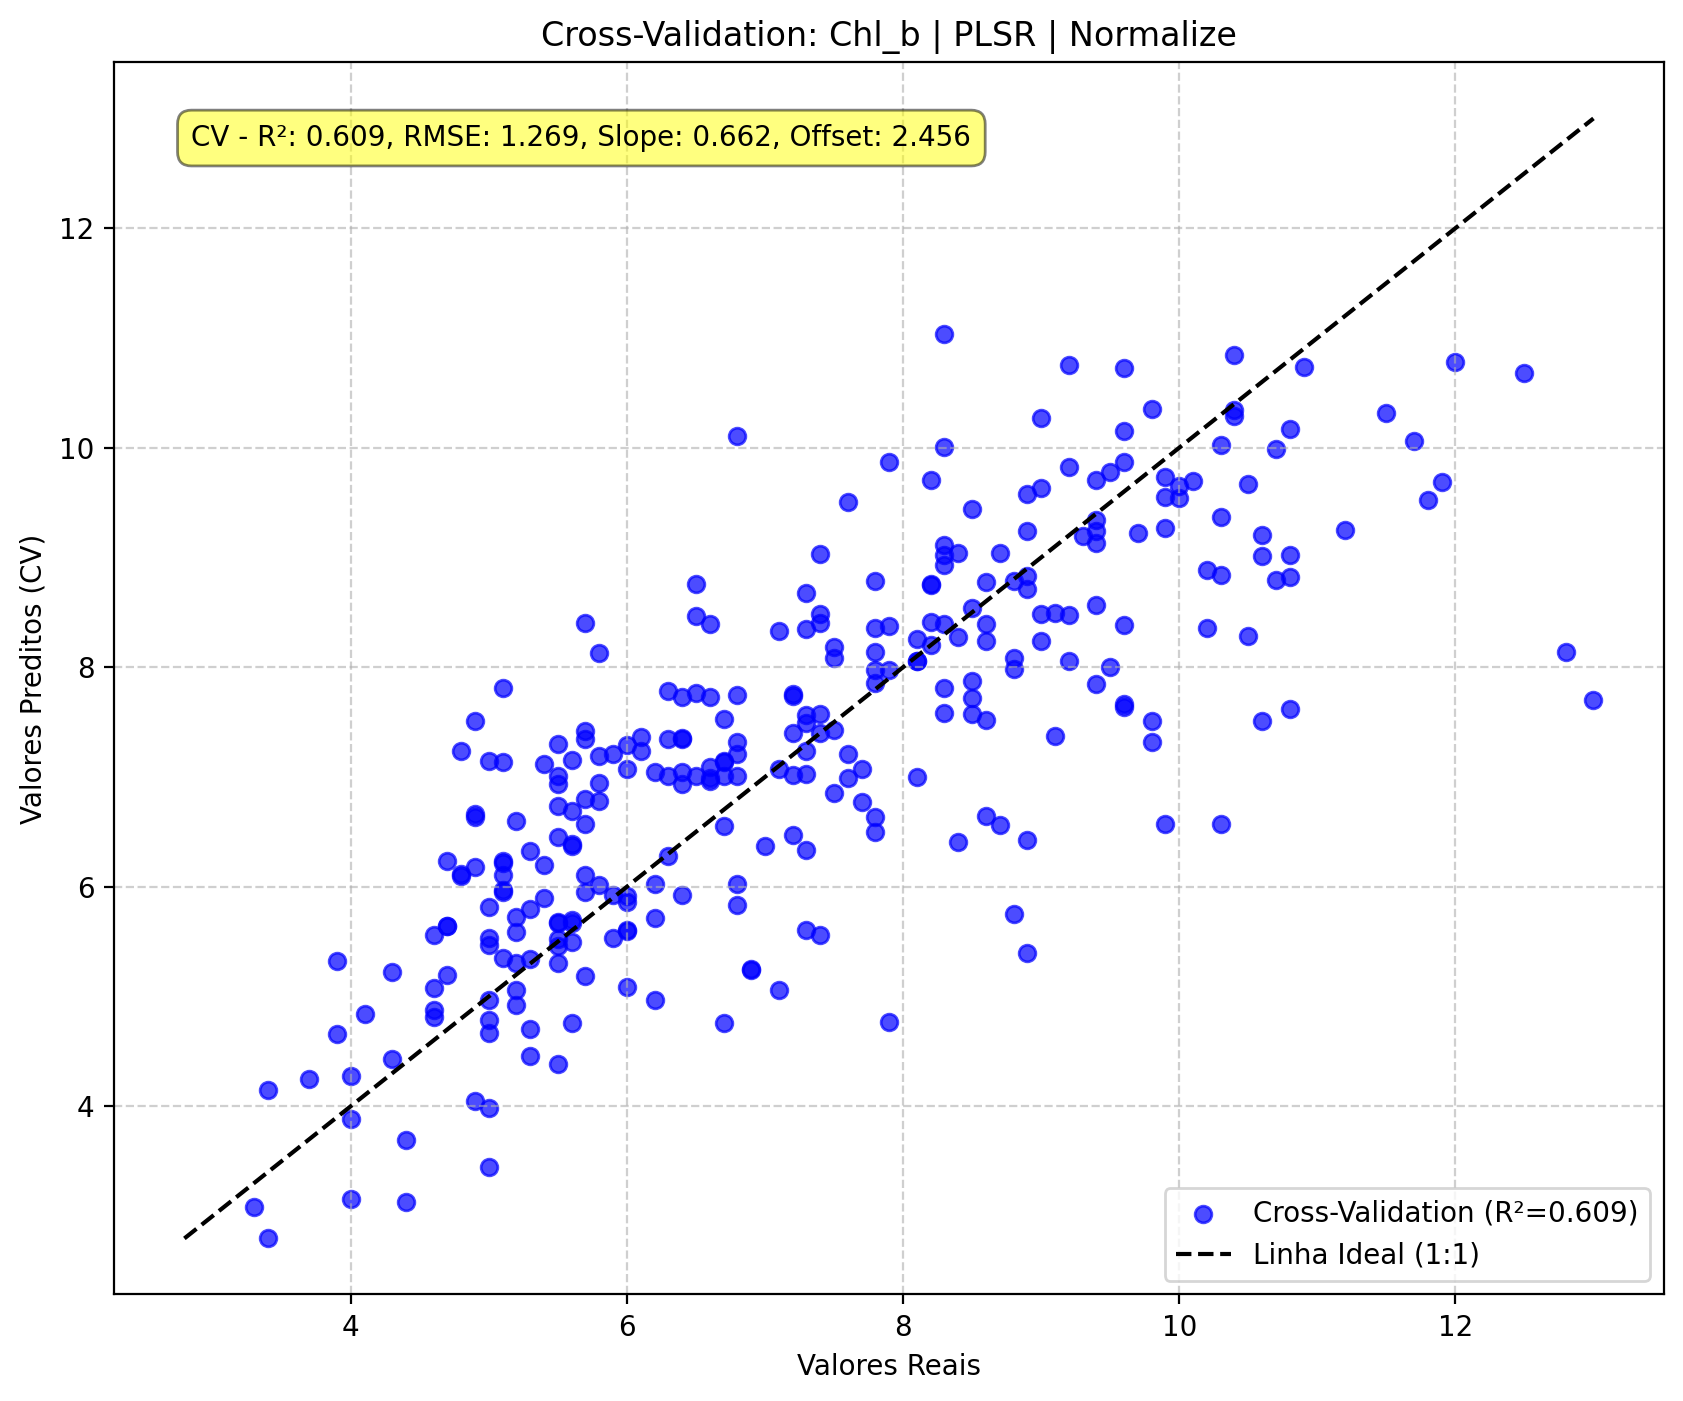 Cross-Validation: Chl_b | PLSR | Normalize
CV - R²: 0.609, RMSE: 1.269, Slope: 0.662, Offset: 2.456
Valores Preditos (CV)
12
10
8
6
4
Cross-Validation (R²=0.609)
Linha Ideal (1:1)
4 6 8 10 12
Valores Reais